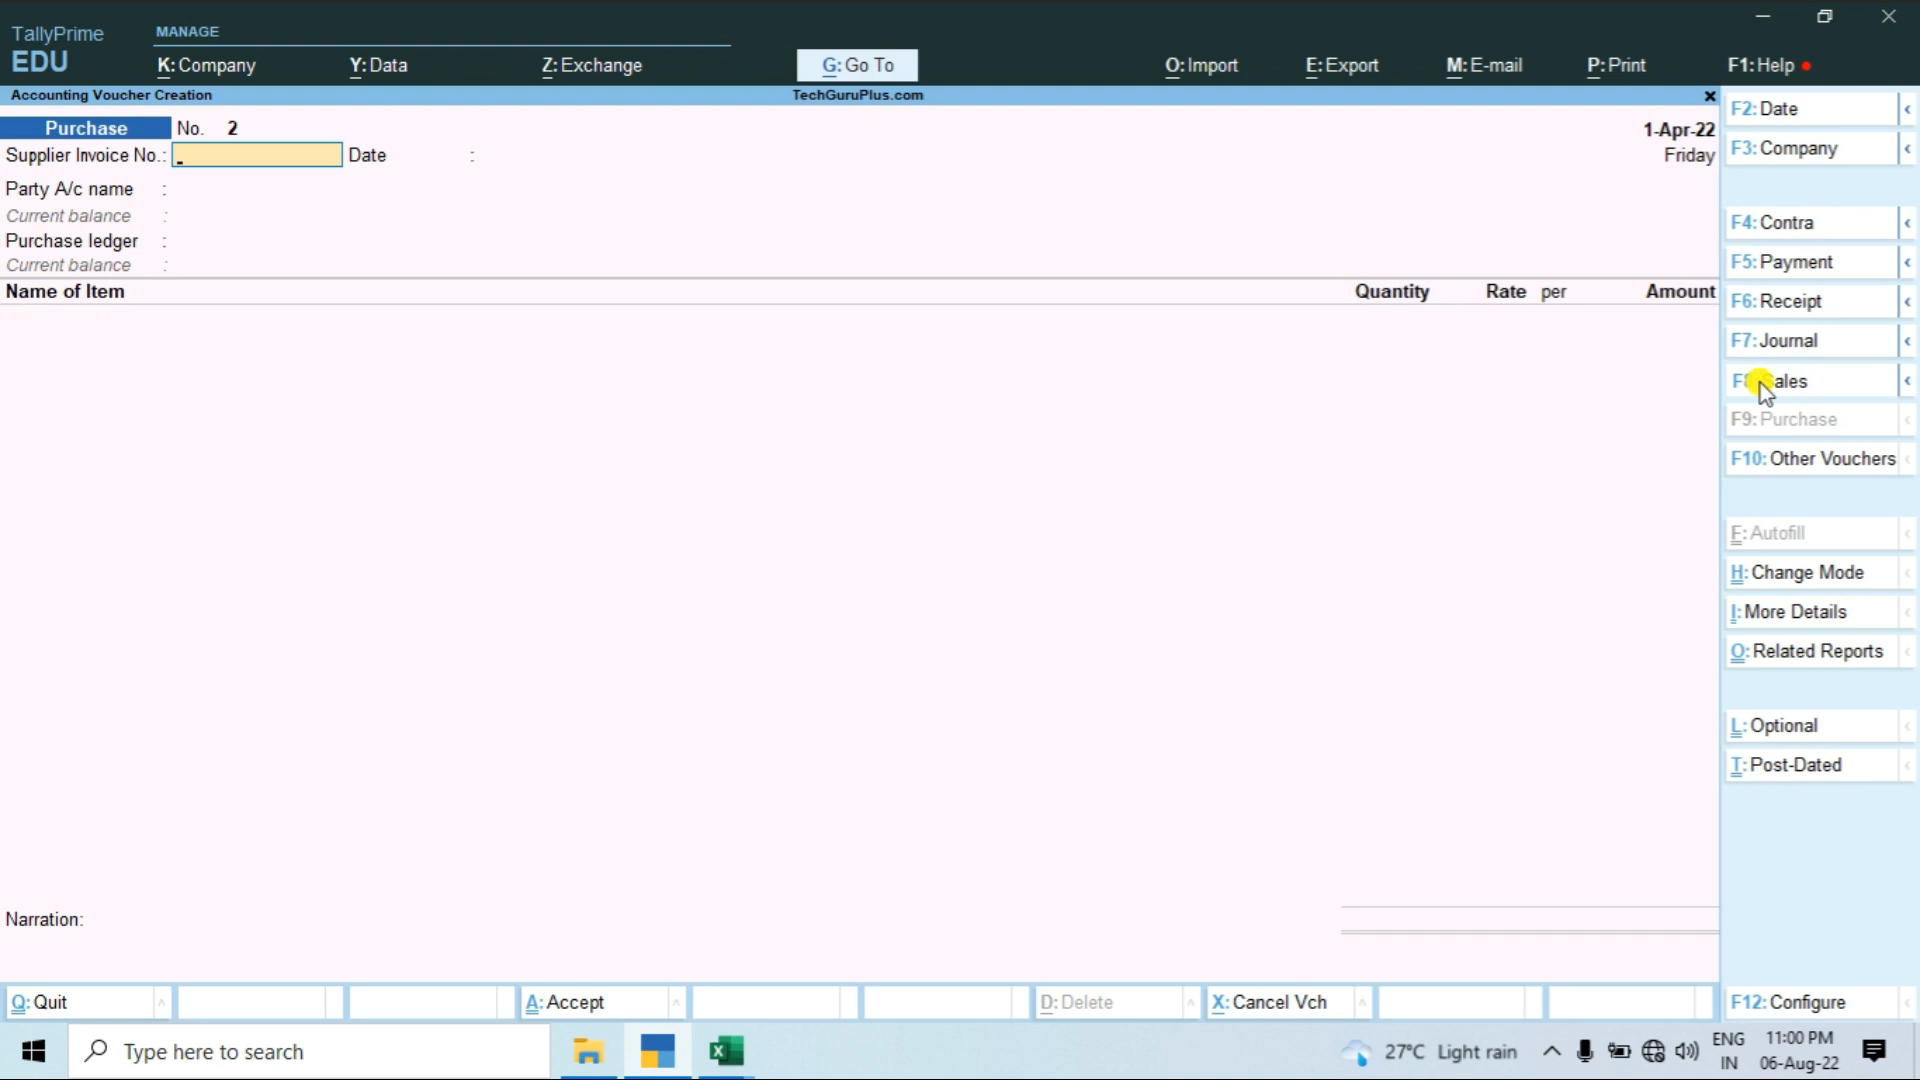 TallyPrime
EDU
MANAGE
K: Company
Y: Data
Z: Exchange
G: Go To
O: Import
E: Export
M: E-mail
P: Print
F1: Help
Accounting Voucher Creation
TechGuruPlus.com
Purchase No. 2
1-Apr-22
Supplier Invoice No.: Date :
Friday
Party A/c name :
Current balance :
Purchase ledger :
Current balance :
Name of Item Quantity Rate per Amount
Narration:
F2: Date
F3: Company
F4: Contra
F5: Payment
F6: Receipt
F7: Journal
ales
F9: Purchase
F10: Other Vouchers
F: Autofill
H: Change Mode
I: More Details
O: Related Reports
L: Optional
T: Post-Dated
F12: Configure
Q: Quit
A: Accept
D: Delete
X: Cancel Vch
Type here to search
27°C Light rain
ENG
IN
11:00 PM
06-Aug-22